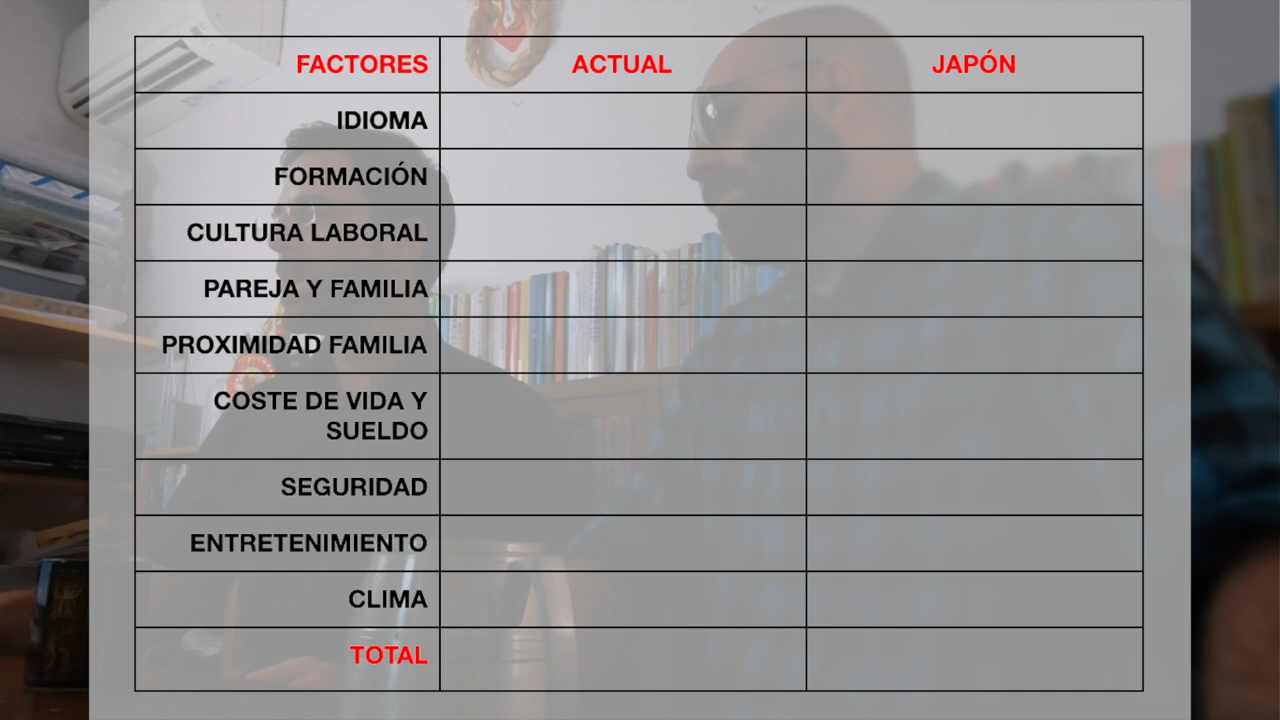 FACTORES ACTUAL JAPÓN
IDIOMA
FORMACIÓN
CULTURA LABORAL
PAREJA Y FAMILIA
PROXIMIDAD FAMILIA
COSTE DE VIDA Y
SUELDO
SEGURIDAD
ENTRETENIMIENTO
CLIMA
TOTAL